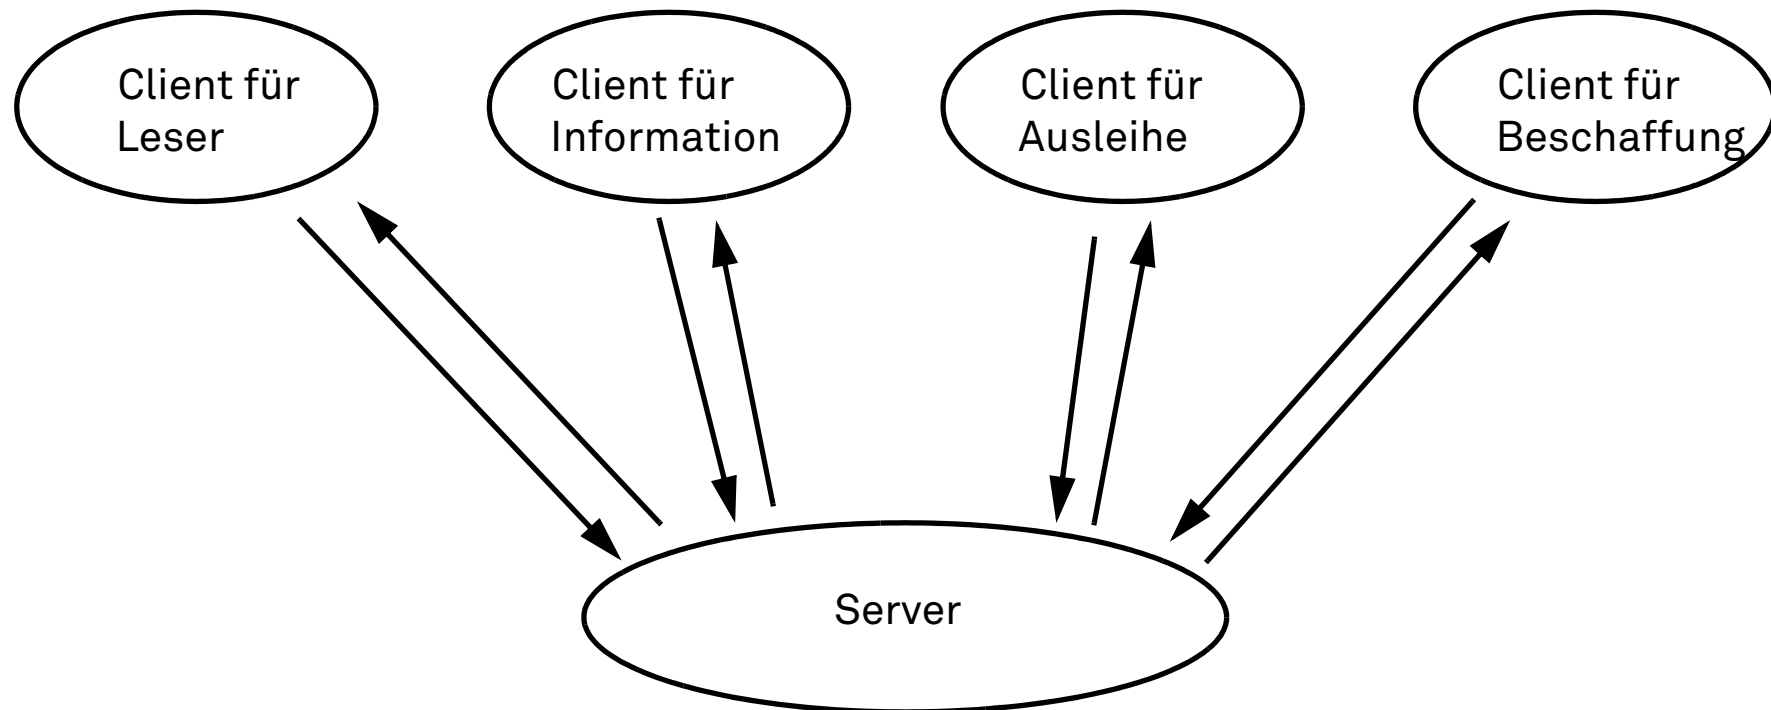 Client für
Leser
Client für
Information
Client für
Ausleihe
Client für
Beschaffung
Server